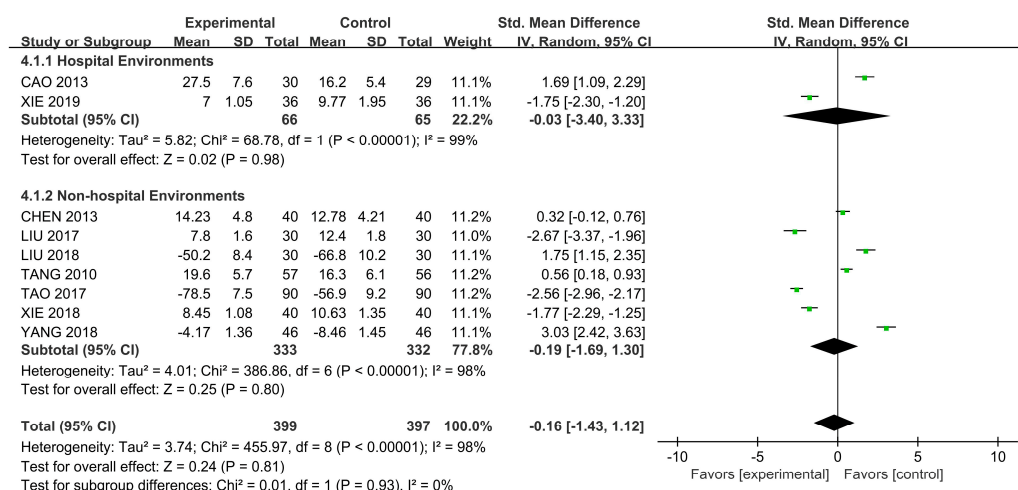 Experimental Control Std. Mean Difference Std. Mean Difference
Study or Subgroup Mean SD Total Mean SD Total Weight IV, Random, 95% CI IV, Random, 95% CI
4.1.1 Hospital Environments
CAO 2013 27.5 7.6 30 16.2 5.4 29 11.1% 1.69 [1.09, 2.29]
XIE 2019 7 1.05 36 9.77 1.95 36 11.1% -1.75 [-2.30, -1.20]
Subtotal (95% CI) 66 65 22.2% -0.03 [-3.40, 3.33]
Heterogeneity: Tau² = 5.82; Chi² = 68.78, df = 1 (P < 0.00001); I² = 99%
Test for overall effect: Z = 0.02 (P = 0.98)
4.1.2 Non-hospital Environments
CHEN 2013 14.23 4.8 40 12.78 4.21 40 11.2% 0.32 [-0.12, 0.76]
LIU 2017 7.8 1.6 30 12.4 1.8 30 11.0% -2.67 [-3.37, -1.96]
LIU 2018 -50.2 8.4 30 -66.8 10.2 30 11.1% 1.75 [1.15, 2.35]
TANG 2010 19.6 5.7 57 16.3 6.1 56 11.2% 0.56 [0.18, 0.93]
TAO 2017 -78.5 7.5 90 -56.9 9.2 90 11.2% -2.56 [-2.96, -2.17]
XIE 2018 8.45 1.08 40 10.63 1.35 40 11.2% -1.77 [-2.29, -1.25]
YANG 2018 -4.17 1.36 46 -8.46 1.45 46 11.1% 3.03 [2.42, 3.63]
Subtotal (95% CI) 333 332 77.8% -0.19 [-1.69, 1.30]
Heterogeneity: Tau² = 4.01; Chi² = 386.86, df = 6 (P < 0.00001); I² = 98%
Test for overall effect: Z = 0.25 (P = 0.80)
Total (95% CI) 399 397 100.0% -0.16 [-1.43, 1.12]
Heterogeneity: Tau² = 3.74; Chi² = 455.97, df = 8 (P < 0.00001); I² = 98%
Test for overall effect: Z = 0.24 (P = 0.81)
Test for subgroup differences: Chi² = 0.01, df = 1 (P = 0.93), I² = 0%
-10 -5 0 5 10
Favors [experimental] Favors [control]